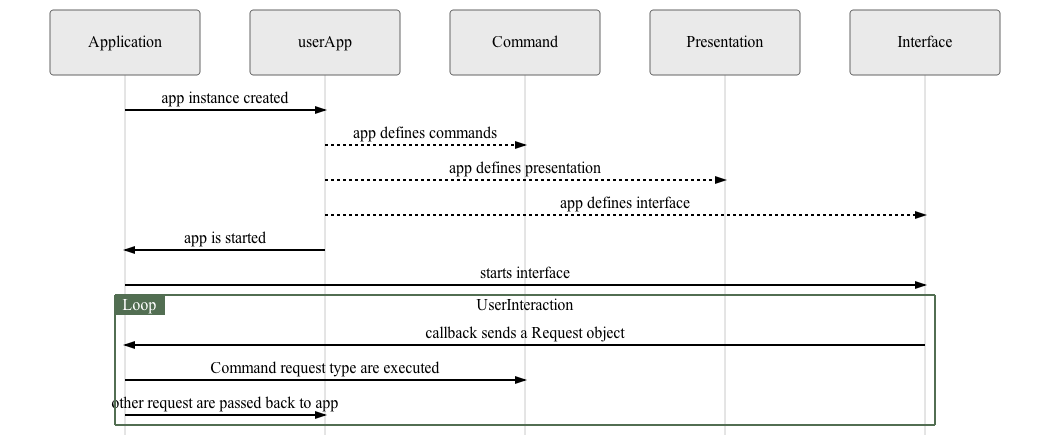 Application
userApp
Command
Presentation
Interface
app instance created
app defines commands
app defines presentation
app defines interface
app is started
starts interface
Loop
UserInteraction
callback sends a Request object
Command request type are executed
other request are passed back to app